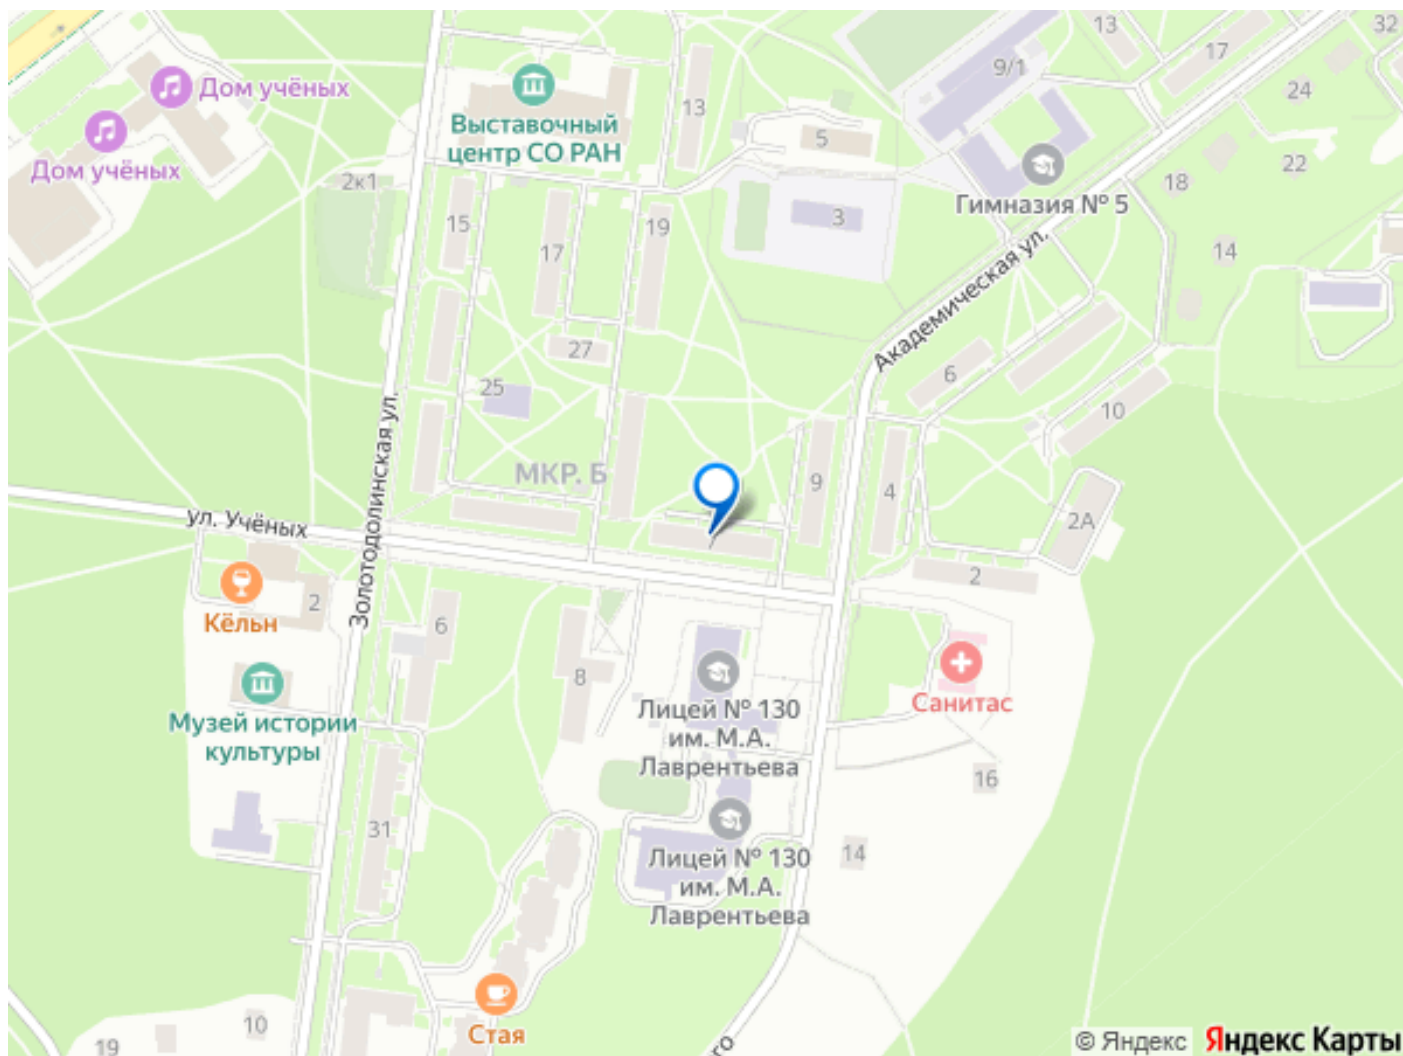 13
32
17
9/1
Дом учёных
24
13
Выставочный
центр СО РАН
5
Дом учёных
22
2к1
18
Гимназия № 5
15
19
3
17
14
Академическая ул.
27
6
25
10
Золотодолинская ул.
МКР. Б
9
4
ул. Учёных
2А
2
Кёльн
2
6
8
Санитас
Лицей № 130
им. М.А.
Лаврентьева
Музей истории
культуры
16
31
14
Лицей № 130
им. М.А.
Лаврентьева
Стая
10
19
го
© Яндекс Яндекс Карты